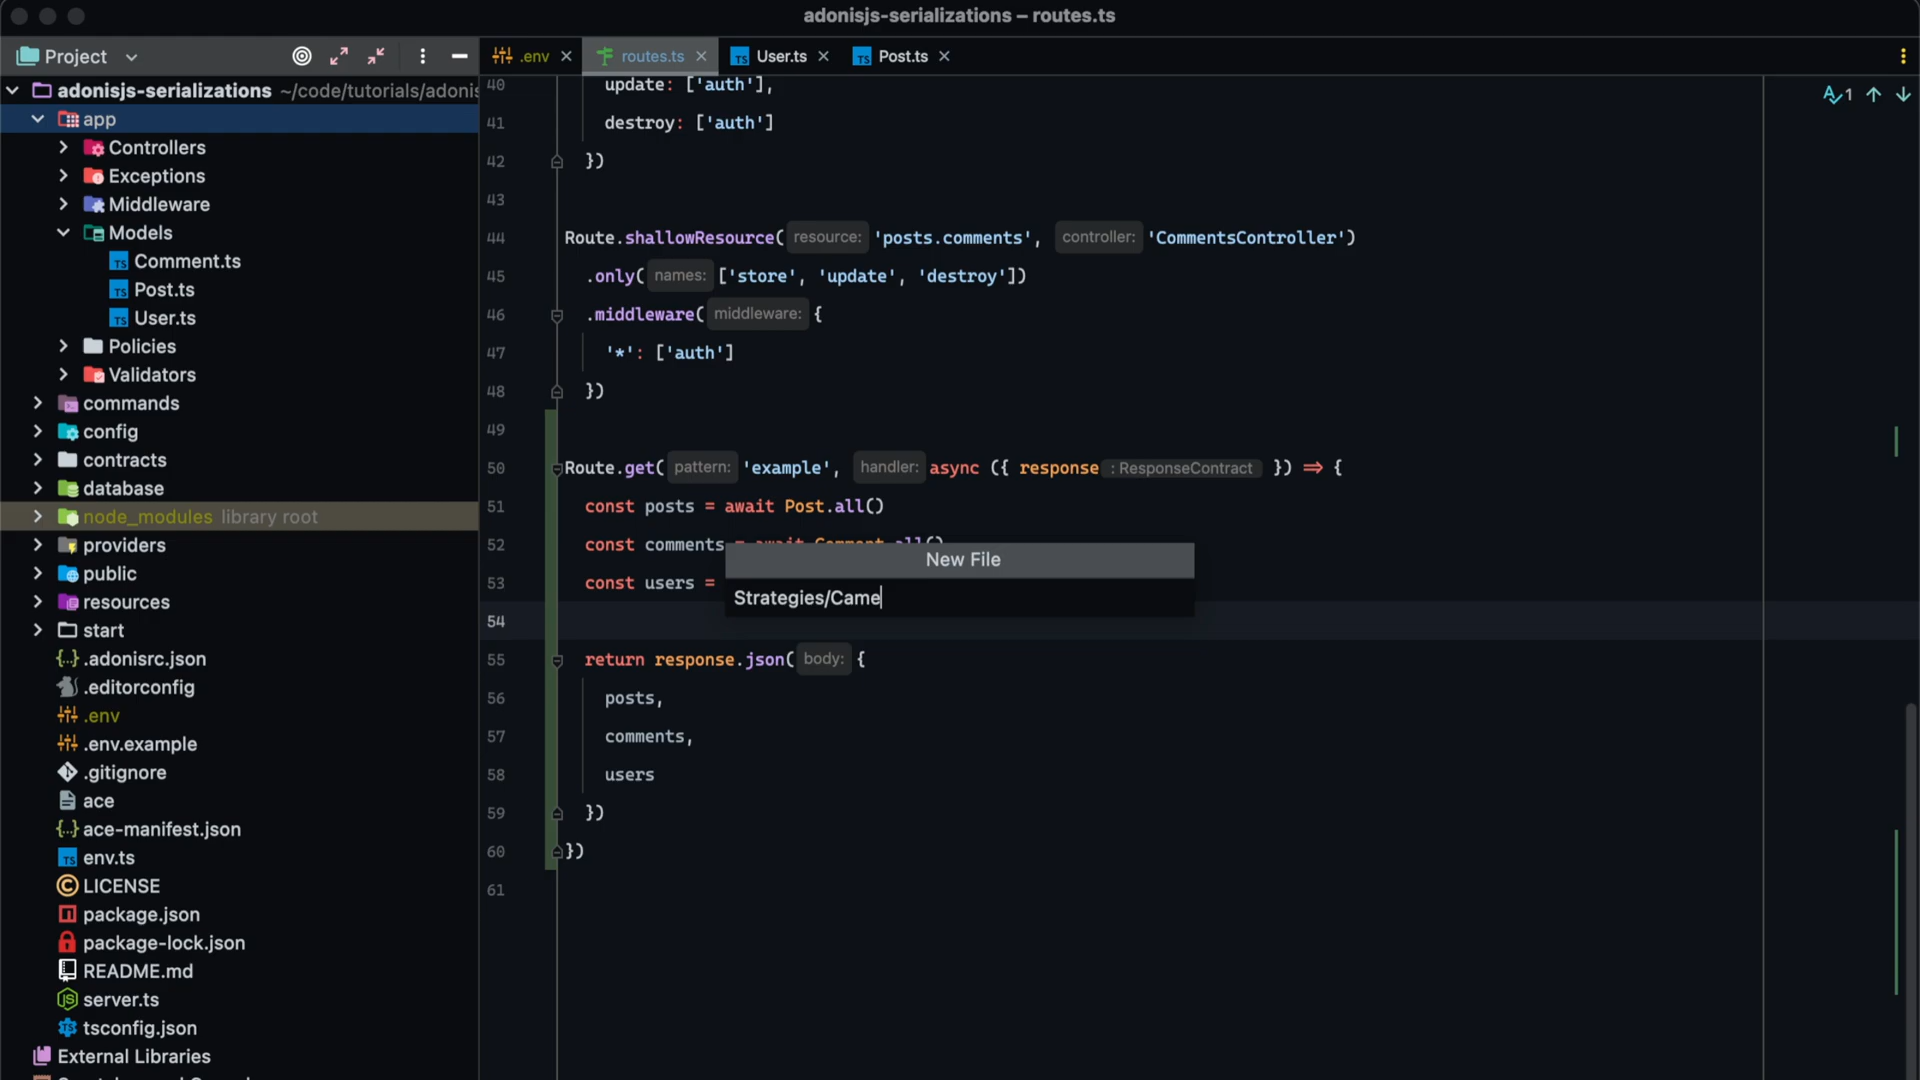 adonisjs-serializations – routes.ts
Project
.env
routes.ts
User.ts
Post.ts
adonisjs-serializations ~/code/tutorials/adonis
app
Controllers
Exceptions
Middleware
Models
Comment.ts
Post.ts
User.ts
Policies
Validators
commands
config
contracts
database
node_modules library root
providers
public
resources
start
.adonisrc.json
.editorconfig
.env
.env.example
.gitignore
ace
ace-manifest.json
env.ts
LICENSE
package.json
package-lock.json
README.md
server.ts
tsconfig.json
External Libraries
1
40 update: ['auth'],
41 destroy: ['auth']
42 })
43
44 Route.shallowResource( resource: 'posts.comments', controller: 'CommentsController')
45 .only( names: ['store', 'update', 'destroy'])
46 .middleware( middleware: {
47 '*': ['auth']
48 })
49
50 Route.get( pattern: 'example', handler: async ({ response : ResponseContract }) => {
51 const posts = await Post.all()
52 const comments = await Comment.all()
53 const users =
54
55 return response.json( body: {
56 posts,
57 comments,
58 users
59 })
60 })
61
New File
Strategies/Came